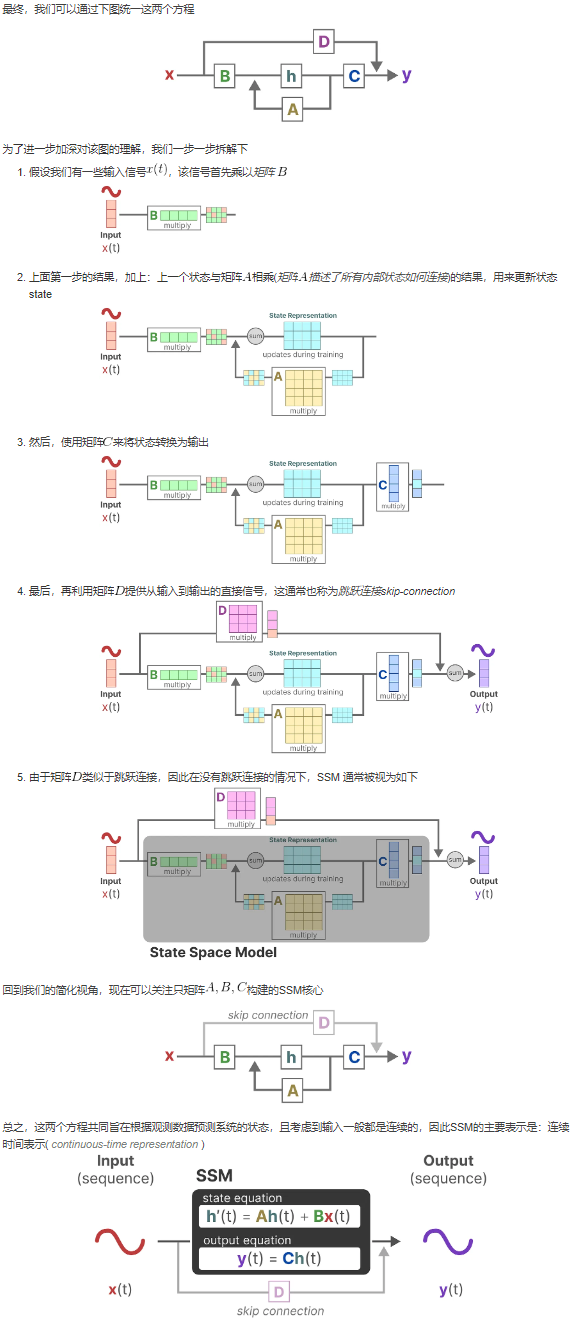 最终，我们可以通过下图统一这两个方程
D
x B h C y
A
为了进一步加深对该图的理解，我们一步一步拆解下
1. 假设我们有一些输入信号x(t)，该信号首先乘以矩阵B
B
multiply
Input
x(t)
2. 上面第一步的结果，加上：上一个状态与矩阵A相乘(矩阵A描述了所有内部状态如何连接)的结果，用来更新状态
state
State Representation
B
sum
multiply
updates during training
Input
x(t)
A
multiply
3. 然后，使用矩阵C来将状态转换为输出
State Representation
B
sum
C
multiply
updates during training
multiply
Input
x(t)
A
multiply
4. 最后，再利用矩阵D提供从输入到输出的直接信号，这通常也称为跳跃连接skip-connection
D
multiply
State Representation
B
sum
C
sum
multiply
updates during training
multiply
Input
Output
x(t)
y(t)
A
multiply
5. 由于矩阵D类似于跳跃连接，因此在没有跳跃连接的情况下，SSM 通常被视为如下
D
multiply
State Representation
B
sum
C
sum
multiply
updates during training
multiply
Input
Output
x(t)
y(t)
A
multiply
State Space Model
回到我们的简化视角，现在可以关注只矩阵A, B, C构建的SSM核心
skip connection
D
x B h C y
A
总之，这两个方程共同旨在根据观测数据预测系统的状态，且考虑到输入一般都是连续的，因此SSM的主要表示是：连续
时间表示( continuous-time representation )
Input
(sequence)
SSM
Output
(sequence)
state equation
h'(t) = Ah(t) + Bx(t)
output equation
y(t) = Ch(t)
x(t)
D
y(t)
skip connection